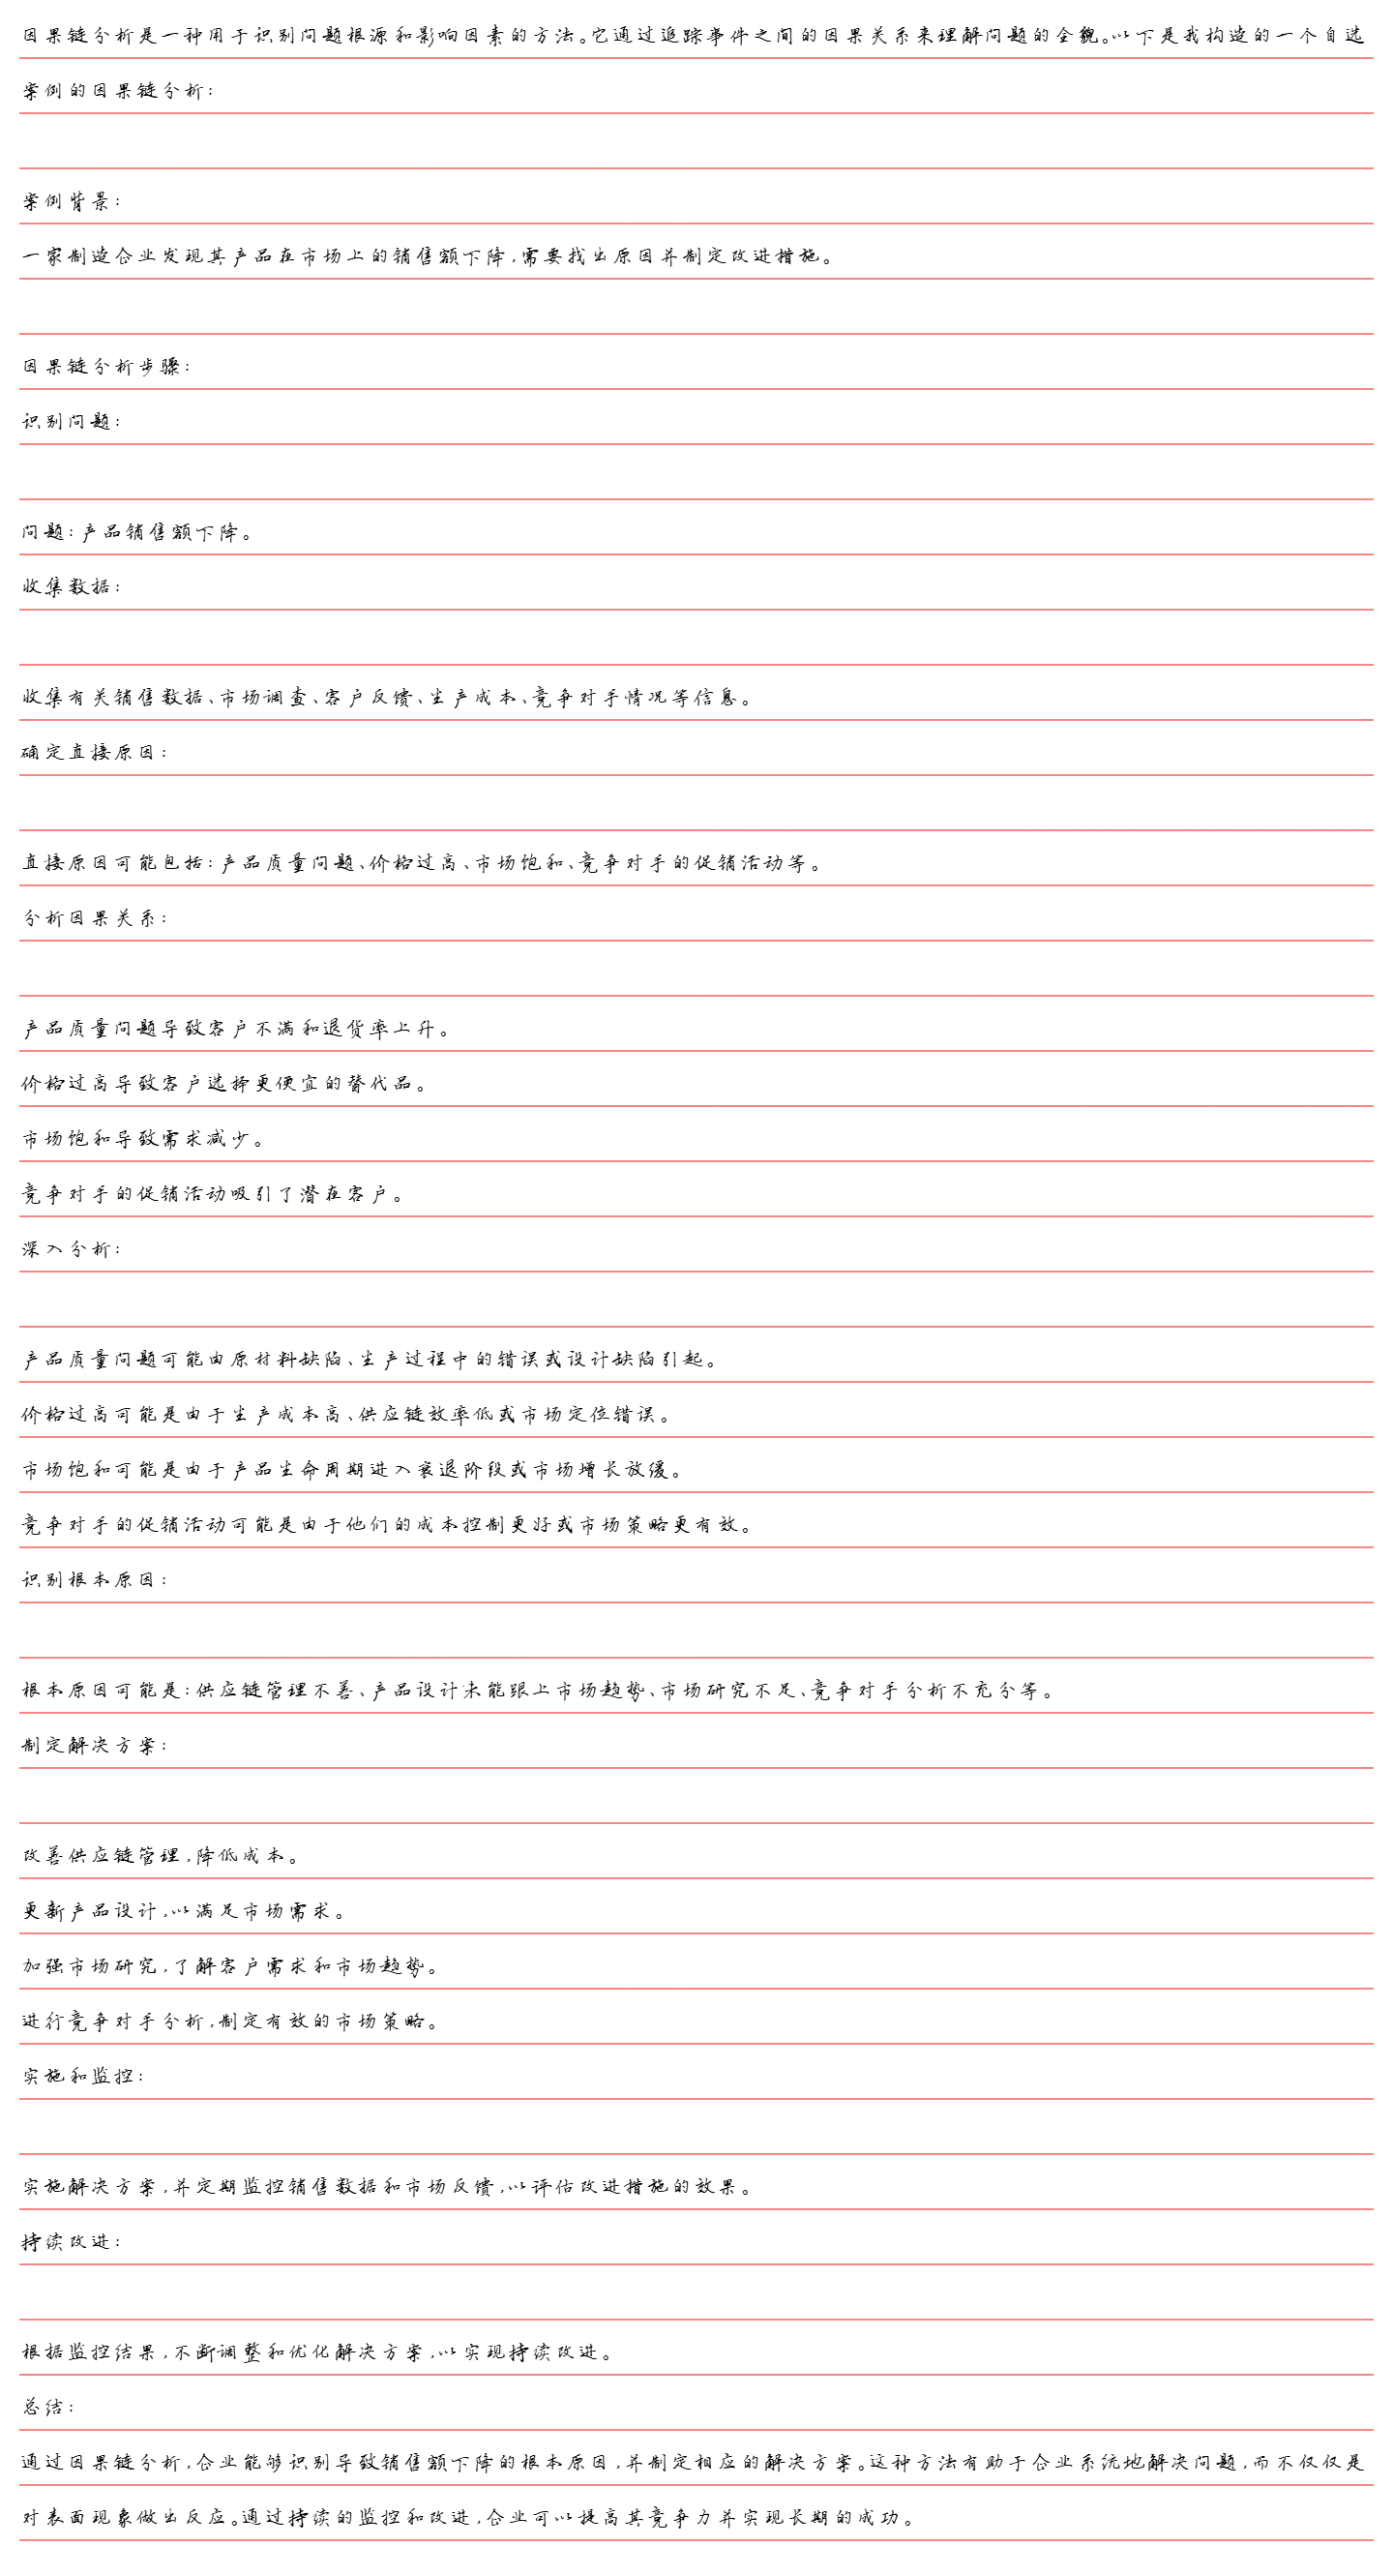 因果链分析是一种用于识别问题根源和影响因素的方法。它通过追踪事件之间的因果关系来理解问题的全貌。以下是我构造的一个自选
案例的因果链分析:
案例背景:
一家制造企业发现其产品在市场上的销售额下降,需要找出原因并制定改进措施。
因果链分析步骤:
识别问题:
问题:产品销售额下降。
收集数据:
收集有关销售数据、市场调查、客户反馈、生产成本、竞争对手情况等信息。
确定直接原因:
直接原因可能包括:产品质量问题、价格过高、市场饱和、竞争对手的促销活动等。
分析因果关系:
产品质量问题导致客户不满和退货率上升。
价格过高导致客户选择更便宜的替代品。
市场饱和导致需求减少。
竞争对手的促销活动吸引了潜在客户。
深入分析:
产品质量问题可能由原材料缺陷、生产过程中的错误或设计缺陷引起。
价格过高可能是由于生产成本高、供应链效率低或市场定位错误。
市场饱和可能是由于产品生命周期进入衰退阶段或市场增长放缓。
竞争对手的促销活动可能是由于他们的成本控制更好或市场策略更有效。
识别根本原因:
根本原因可能是:供应链管理不善、产品设计未能跟上市场趋势、市场研究不足、竞争对手分析不充分等。
制定解决方案:
改善供应链管理,降低成本。
更新产品设计,以满足市场需求。
加强市场研究,了解客户需求和市场趋势。
进行竞争对手分析,制定有效的市场策略。
实施和监控:
实施解决方案,并定期监控销售数据和市场反馈,以评估改进措施的效果。
持续改进:
根据监控结果,不断调整和优化解决方案,以实现持续改进。
总结:
通过因果链分析,企业能够识别导致销售额下降的根本原因,并制定相应的解决方案。这种方法有助于企业系统地解决问题,而不仅仅是
对表面现象做出反应。通过持续的监控和改进,企业可以提高其竞争力并实现长期的成功。